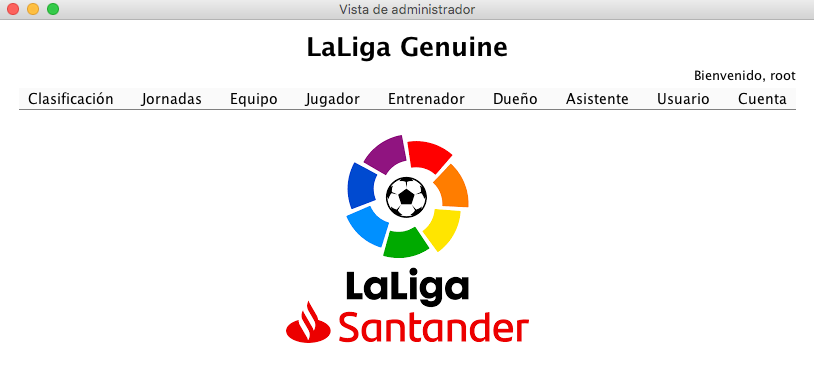 Vista de administrador
LaLiga Genuine
Bienvenido, root
Clasificación Jornadas Equipo Jugador Entrenador Dueño Asistente Usuario Cuenta
LaLiga
Santander